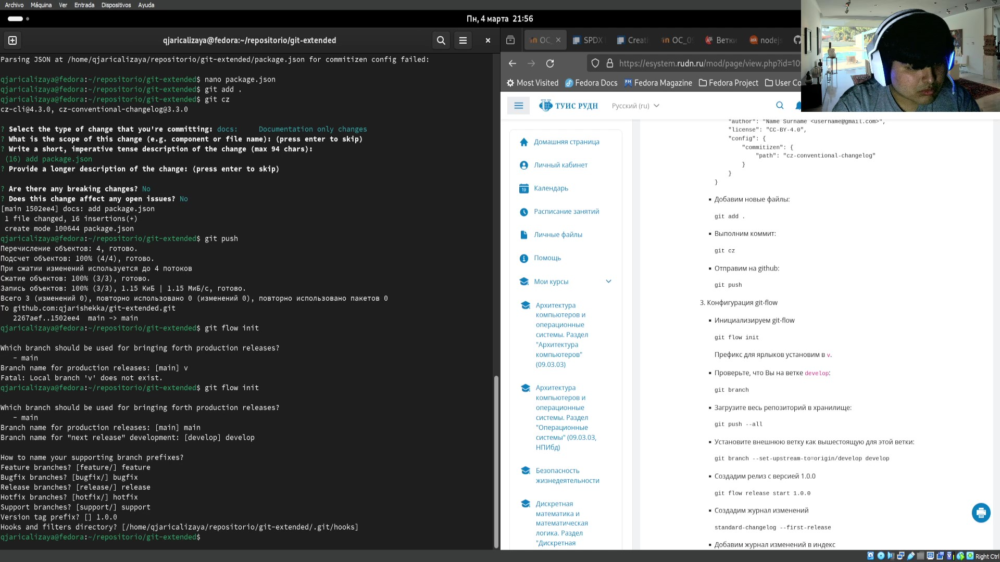 Archivo Máquina Ver Entrada Dispositivos Ayuda
Пн, 4 марта 21:56
qjaricalizaya@fedora:~/repositorio/git-extended
Parsing JSON at /home/qjaricalizaya/repositorio/git-extended/package.json for commitizen config failed:
qjaricalizaya@fedora:~/repositorio/git-extended$ nano package.json
qjaricalizaya@fedora:~/repositorio/git-extended$ git add .
qjaricalizaya@fedora:~/repositorio/git-extended$ git cz
cz-cli@4.3.0, cz-conventional-changelog@3.3.0
? Select the type of change that you're committing: docs: Documentation only changes
? What is the scope of this change (e.g. component or file name): (press enter to skip)
? Write a short, imperative tense description of the change (max 94 chars):
(16) add package.json
? Provide a longer description of the change: (press enter to skip)
? Are there any breaking changes? No
? Does this change affect any open issues? No
[main 1502ee4] docs: add package.json
1 file changed, 16 insertions(+)
create mode 100644 package.json
qjaricalizaya@fedora:~/repositorio/git-extended$ git push
Перечисление объектов: 4, готово.
Подсчет объектов: 100% (4/4), готово.
При сжатии изменений используется до 4 потоков
Сжатие объектов: 100% (3/3), готово.
Запись объектов: 100% (3/3), 1.15 КиБ | 1.15 МиБ/с, готово.
Всего 3 (изменений 0), повторно использовано 0 (изменений 0), повторно использовано пакетов 0
To github.com:qjarishekka/git-extended.git
2267aef..1502ee4 main -> main
qjaricalizaya@fedora:~/repositorio/git-extended$ git flow init
Which branch should be used for bringing forth production releases?
- main
Branch name for production releases: [main] v
Fatal: Local branch 'v' does not exist.
qjaricalizaya@fedora:~/repositorio/git-extended$ git flow init
Which branch should be used for bringing forth production releases?
- main
Branch name for production releases: [main] main
Branch name for "next release" development: [develop] develop
How to name your supporting branch prefixes?
Feature branches? [feature/] feature
Bugfix branches? [bugfix/] bugfix
Release branches? [release/] release
Hotfix branches? [hotfix/] hotfix
Support branches? [support/] support
Version tag prefix? [] 1.0.0
Hooks and filters directory? [/home/qjaricalizaya/repositorio/git-extended/.git/hooks]
qjaricalizaya@fedora:~/repositorio/git-extended$
OC_ SPDX Creati OC_0 Ветки nodej
https://esystem.rudn.ru/mod/page/view.php?id=10
Most Visited Fedora Docs Fedora Magazine Fedora Project User Co
ТУИС РУДН Русский (ru)
Домашняя страница
Личный кабинет
Календарь
Расписание занятий
Личные файлы
Помощь
Мои курсы
Архитектура
компьютеров и
операционные
системы. Раздел
"Архитектура
компьютеров"
(09.03.03)
Архитектура
компьютеров и
операционные
системы. Раздел
"Операционные
системы" (09.03.03,
НПИбд)
Безопасность
жизнедеятельности
Дискретная
математика и
математическая
логика. Раздел
"Дискретная
"author": "Name Surname <username@gmail.com>",
"license": "CC-BY-4.0",
"config": {
"commitizen": {
"path": "cz-conventional-changelog"
}
}
}
Добавим новые файлы:
git add .
Выполним коммит:
git cz
Отправим на github:
git push
3. Конфигурация git-flow
Инициализируем git-flow
git flow init
Префикс для ярлыков установим в v.
Проверьте, что Вы на ветке develop:
git branch
Загрузите весь репозиторий в хранилище:
git push --all
Установите внешнюю ветку как вышестоящую для этой ветки:
git branch --set-upstream-to=origin/develop develop
Создадим релиз с версией 1.0.0
git flow release start 1.0.0
Создадим журнал изменений
standard-changelog --first-release
Добавим журнал изменений в индекс
Right Ctrl